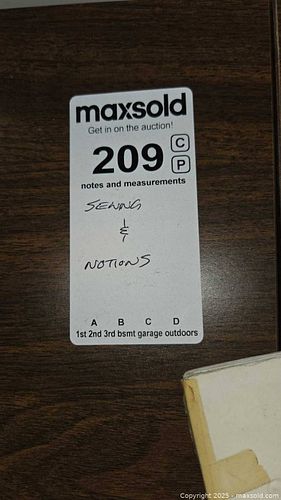 maxsold
Get in on the auction!
209 C P
notes and measurements
SEWING
&
NOTIONS
A B C D
1st 2nd 3rd bsmt garage outdoors
Copyright 2025 - maxsold.com